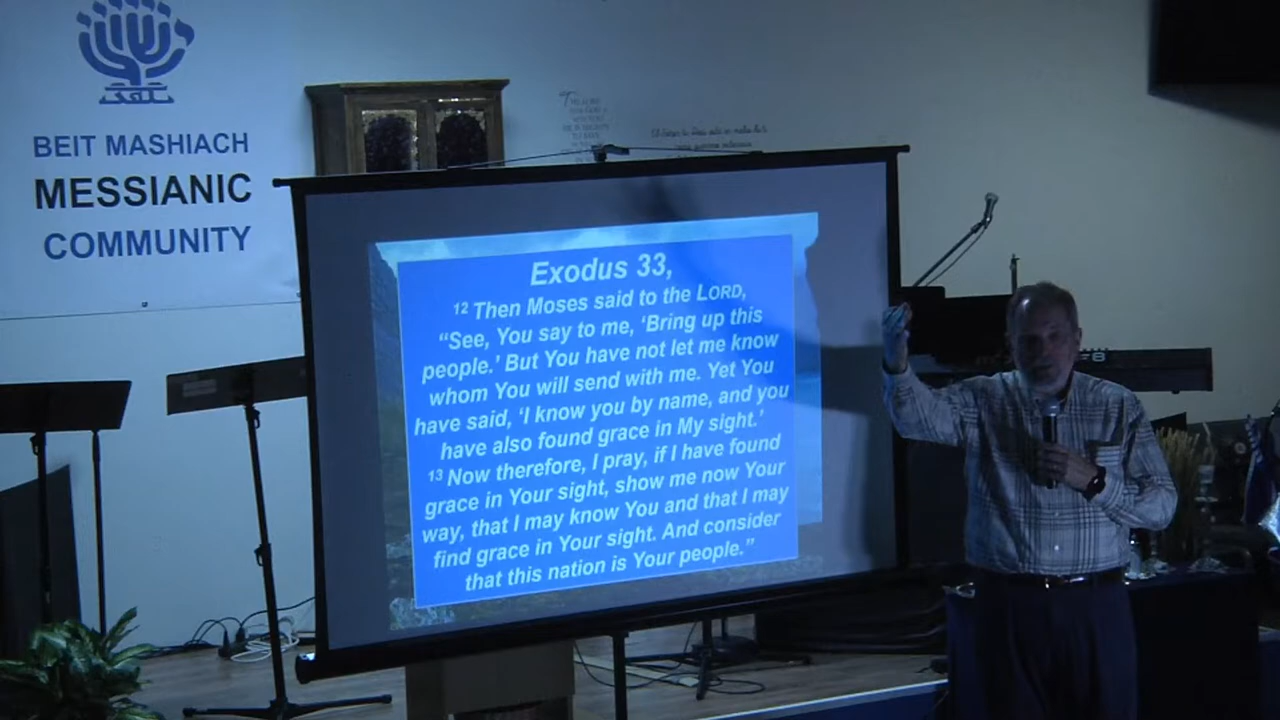 BEIT MASHIACH
MESSIANIC
COMMUNITY
Exodus 33,
12 Then Moses said to the LORD,
“See, You say to me, ‘Bring up this
people.’ But You have not let me know
whom You will send with me. Yet You
have said, ‘I know you by name, and you
have also found grace in My sight.’
13 Now therefore, I pray, if I have found
grace in Your sight, show me now Your
way, that I may know You and that I may
find grace in Your sight. And consider
that this nation is Your people.”